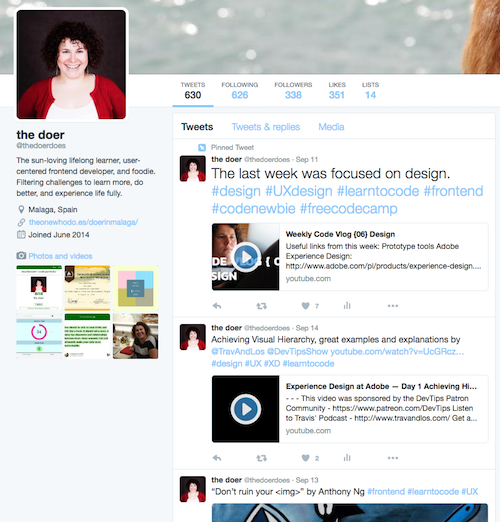 TWEETS FOLLOWING FOLLOWERS LIKES LISTS
630 626 338 351 14
the doer
@thedoerdoes
The sun-loving lifelong learner, user-
centered frontend developer, and foodie.
Filtering challenges to learn more, do
better, and experience life fully.
Malaga, Spain
theonewhodo.es/doerinmalaga/
Joined June 2014
Photos and videos
Tweets Tweets & replies Media
Pinned Tweet
the doer @thedoerdoes · Sep 11
The last week was focused on design.
#design #UXdesign #learntocode #frontend
#codenewbie #freecodecamp
Weekly Code Vlog {06} Design
Useful links from this week: Prototype tools Adobe
Experience Design:
http://www.adobe.com/pl/products/experience-design....
youtube.com
7
the doer @thedoerdoes · Sep 14
Achieving Visual Hierarchy, great examples and explanations by
@TravAndLos @DevTipsShow youtube.com/watch?v=UcGRcz...
#design #UX #XD #learntocode
Experience Design at Adobe — Day 1 Achieving Hi...
- - - This video was sponsored by the DevTips Patron
Community - https://www.patreon.com/DevTips Listen
to Travis' Podcast - http://www.travandlos.com/ Get a...
youtube.com
2
the doer @thedoerdoes · Sep 13
"Don't ruin your <img>" by Anthony Ng #frontend #learntocode #UX